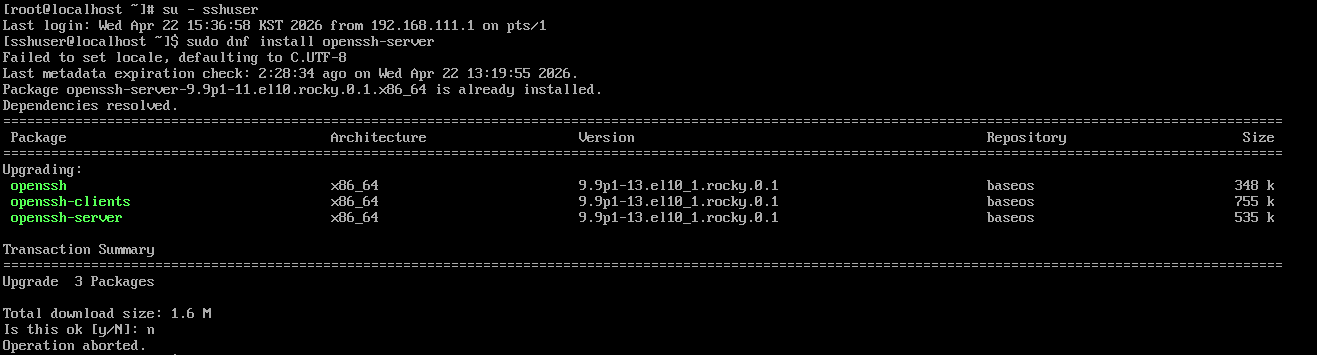 [root@localhost ~]# su - sshuser
Last login: Wed Apr 22 15:36:58 KST 2026 from 192.168.111.1 on pts/1
[sshuser@localhost ~]$ sudo dnf install openssh-server
Failed to set locale, defaulting to C.UTF-8
Last metadata expiration check: 2:28:34 ago on Wed Apr 22 13:19:55 2026.
Package openssh-server-9.9p1-11.el10.rocky.0.1.x86_64 is already installed.
Dependencies resolved.
================================================================================================================================================================
Package Architecture Version Repository Size
================================================================================================================================================================
Upgrading:
openssh x86_64 9.9p1-13.el10_1.rocky.0.1 baseos 348 k
openssh-clients x86_64 9.9p1-13.el10_1.rocky.0.1 baseos 755 k
openssh-server x86_64 9.9p1-13.el10_1.rocky.0.1 baseos 535 k
Transaction Summary
================================================================================================================================================================
Upgrade 3 Packages
Total download size: 1.6 M
Is this ok [y/N]: n
Operation aborted.